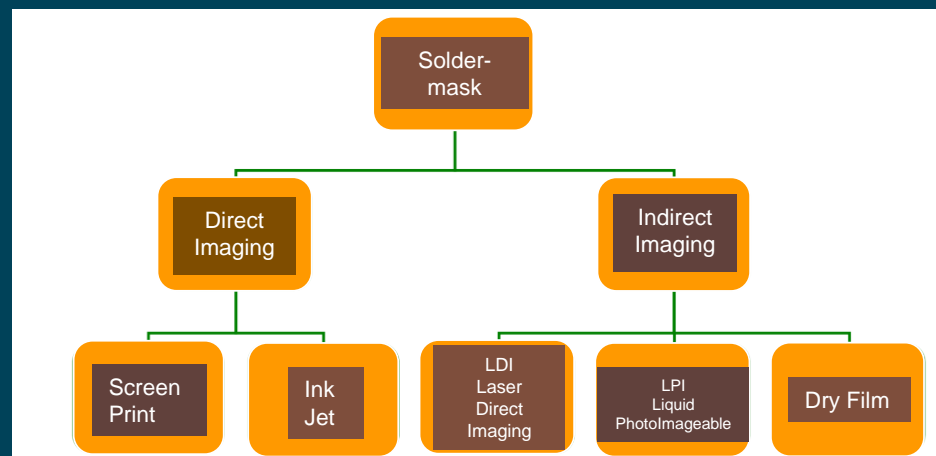 Solder-
mask
Direct
Imaging
Indirect
Imaging
Screen
Print
Ink
Jet
LDI
Laser
Direct
Imaging
LPI
Liquid
PhotoImageable
Dry Film